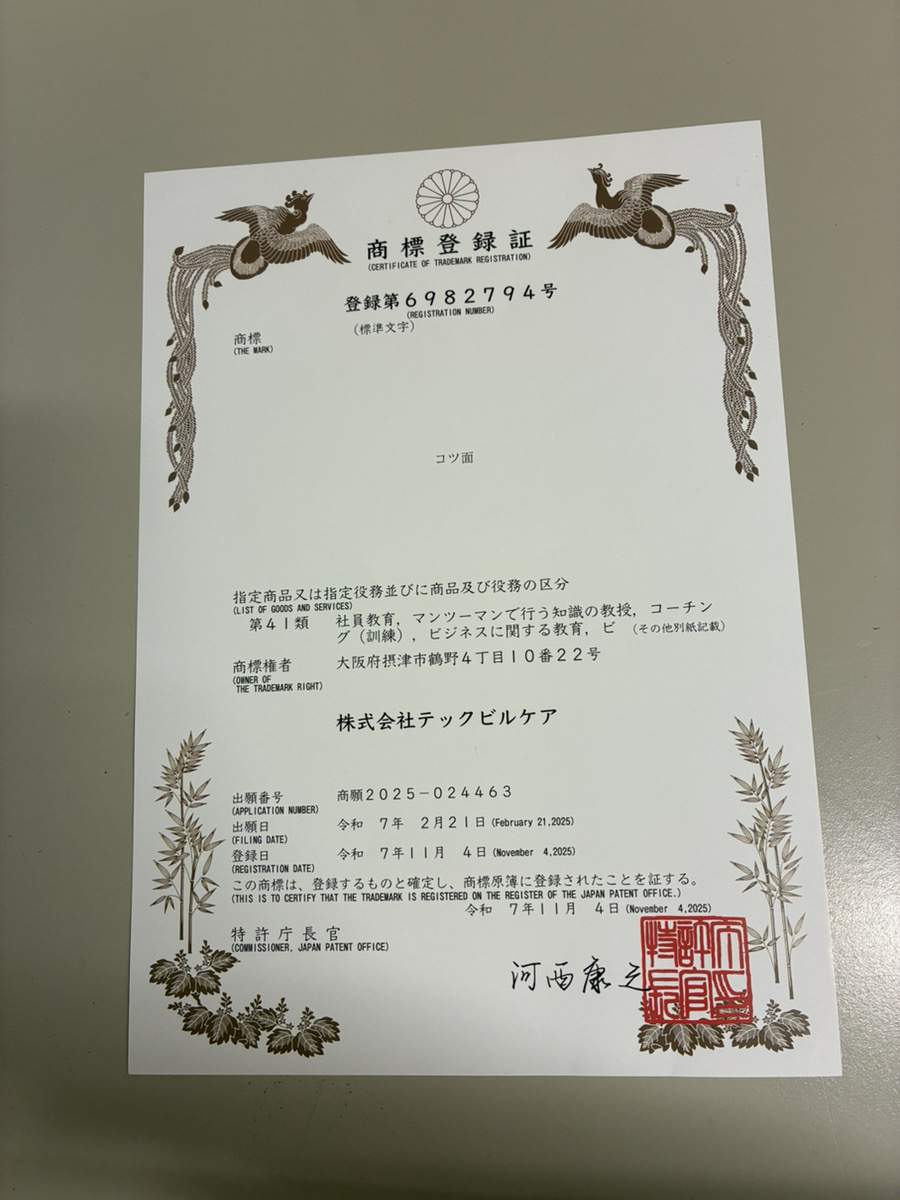 商標登録証
(CERTIFICATE OF TRADEMARK REGISTRATION)
登録第6982794号
(REGISTRATION NUMBER)
商標
(THE MARK)
(標準文字)
コツ面
指定商品又は指定役務並びに商品及び役務の区分
(LIST OF GOODS AND SERVICES)
第41類 社員教育，マンツーマンで行う知識の教授，コーチン
グ（訓練），ビジネスに関する教育，ビ （その他別紙記載）
商標権者 大阪府摂津市鶴野4丁目10番22号
(OWNER OF
THE TRADEMARK RIGHT)
株式会社テックビルケア
出願番号 商願2025-024463
(APPLICATION NUMBER)
出願日 令和 7年 2月21日(February 21,2025)
(FILING DATE)
登録日 令和 7年11月 4日(November 4,2025)
(REGISTRATION DATE)
この商標は、登録するものと確定し、商標原簿に登録されたことを証する。
(THIS IS TO CERTIFY THAT THE TRADEMARK IS REGISTERED ON THE REGISTER OF THE JAPAN PATENT OFFICE.)
令和 7年11月 4日(November 4,2025)
特許庁長官
(COMMISSIONER, JAPAN PATENT OFFICE)
河西康之